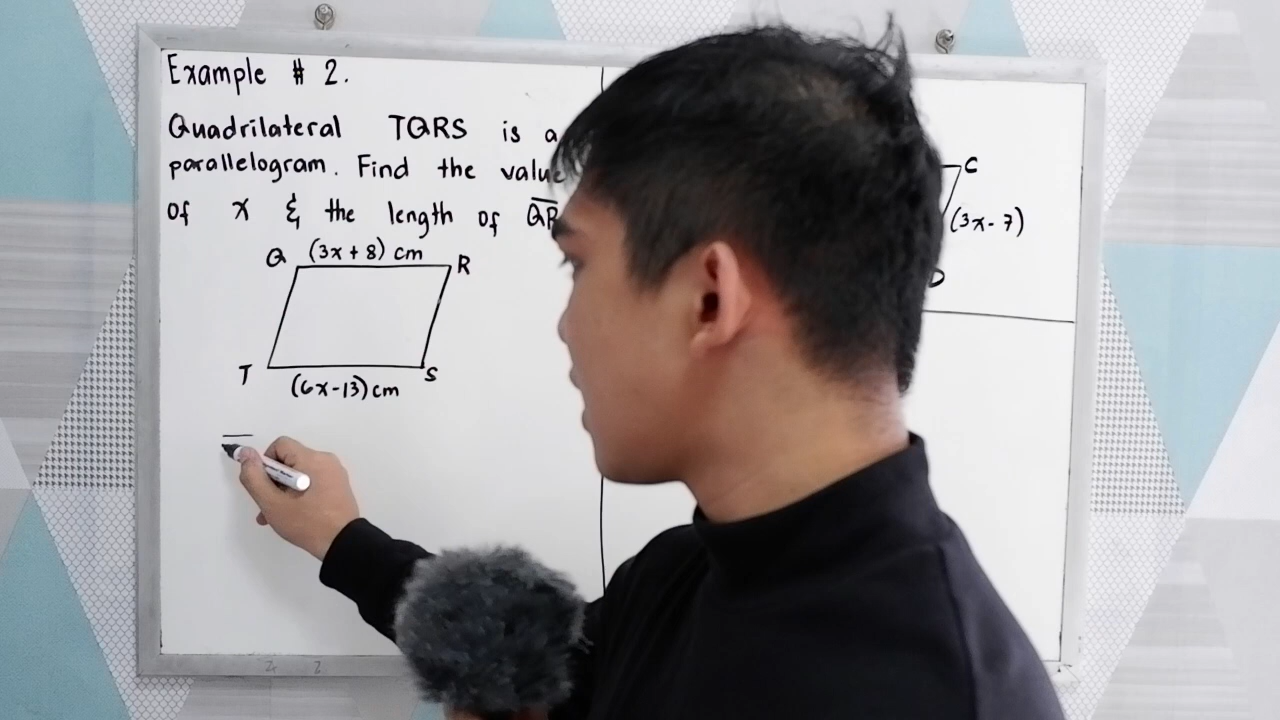 Example # 2.
Quadrilateral TQRS is a
parallelogram. Find the value
of x & the length of QR
Q (3x + 8) cm R
T (6x-13) cm S
C
(3x-7)
D